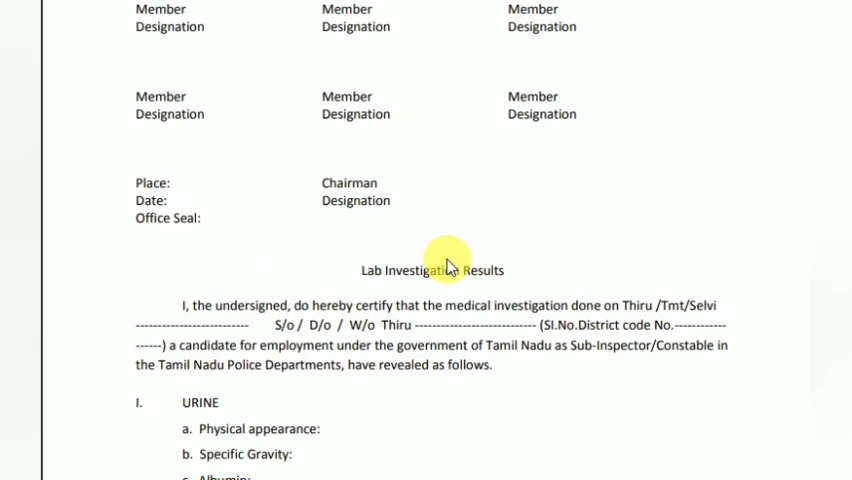 Member Member Member
Designation Designation Designation
Member Member Member
Designation Designation Designation
Place: Chairman
Date: Designation
Office Seal:
Lab Investigation Results
I, the undersigned, do hereby certify that the medical investigation done on Thiru /Tmt/Selvi
-------------------------- S/o / D/o / W/o Thiru ---------------------------- (Sl.No.District code No.------------
------) a candidate for employment under the government of Tamil Nadu as Sub-Inspector/Constable in
the Tamil Nadu Police Departments, have revealed as follows.
I. URINE
a. Physical appearance:
b. Specific Gravity:
c. Albumin: